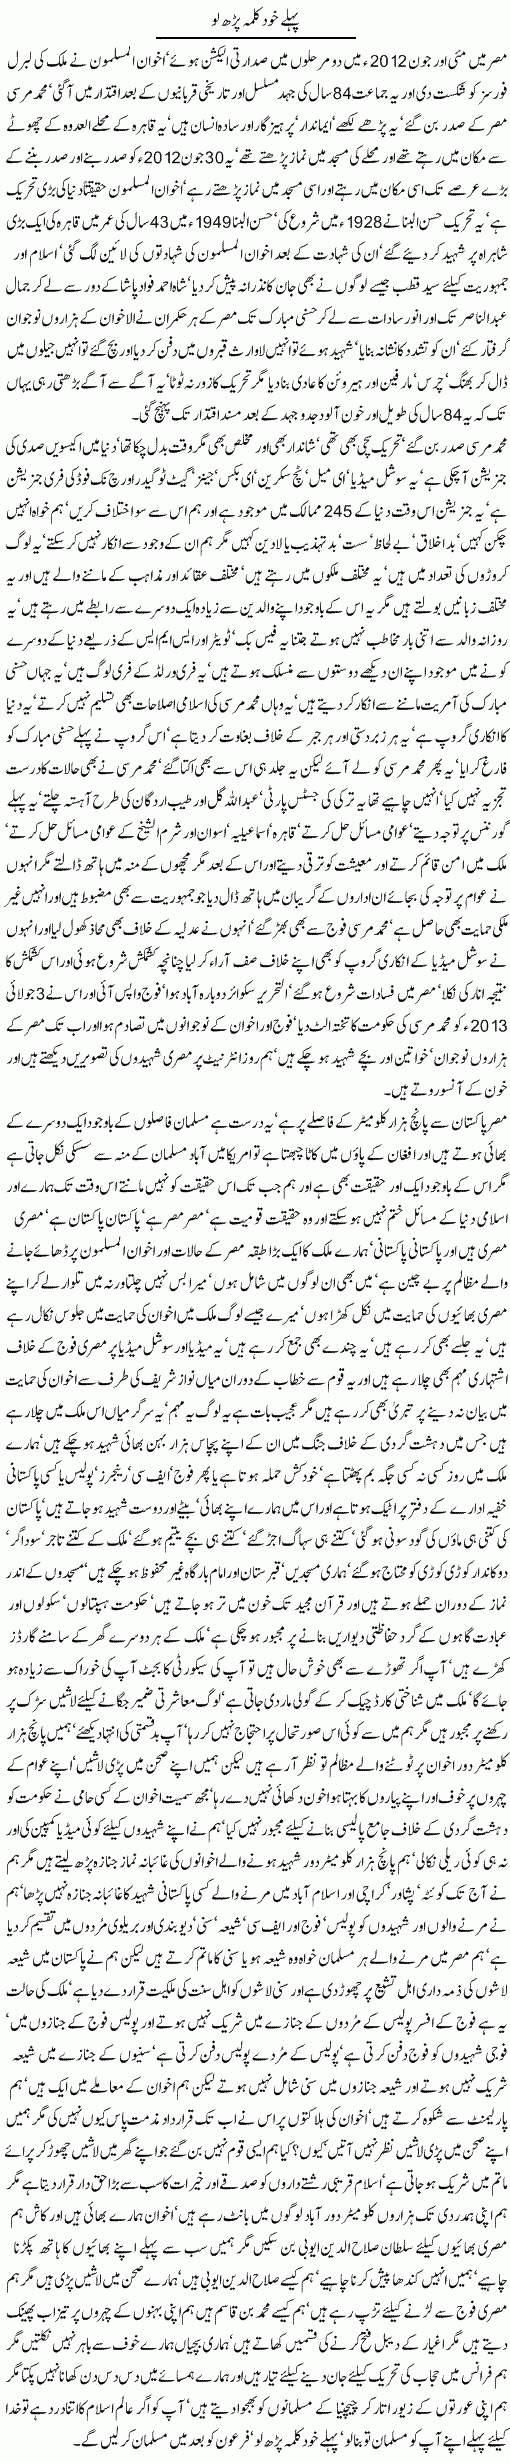 پہلے خود کلمہ پڑھ لو
مصر میں مئی اور جون 2012ء میں دو مرحلوں میں صدارتی الیکشن ہوئے' اخوان المسلمون نے ملک کی لبرل
فورسز کو شکست دی اور یہ جماعت 84 سال کی جہد مسلسل اور تاریخی قربانیوں کے بعد اقتدار میں آگئی' محمد مرسی
مصر کے صدر بن گئے' یہ پڑھے لکھے' ایماندار' پرہیز گار اور سادہ انسان ہیں' یہ قاہرہ کے محلے العدوہ کے چھوٹے
سے مکان میں رہتے تھے اور محلے کی مسجد میں نماز پڑھتے تھے' یہ 30 جون 2012ء کو صدر بنے اور صدر بننے کے
بڑے عرصے تک اسی مکان میں رہتے اور اسی مسجد میں نماز پڑھتے رہے' اخوان المسلمون حقیقتاً دنیا کی بڑی تحریک
ہے' یہ تحریک حسن البنا نے 1928ء میں شروع کی' حسن البنا 1949ء میں 43 سال کی عمر میں قاہرہ کی ایک بڑی
شاہراہ پر شہید کر دیئے گئے' ان کی شہادت کے بعد اخوان المسلمون کی شہادتوں کی لائین لگ گئی' اسلام اور
جمہوریت کیلئے سید قطب جیسے لوگوں نے بھی جان کا نذرانہ پیش کر دیا' شاہ احمد فواد پاشا کے دور سے لے کر جمال
عبدالناصر تک اور انور سادات سے لے کر حسنی مبارک تک مصر کے ہر حکمران نے الاخوان کے ہزاروں نوجوان
گرفتار کئے' ان کو تشدد کا نشانہ بنایا' شہید ہوئے تو انہیں لاوارث قبروں میں دفن کر دیا اور بچ گئے تو انہیں جیلوں میں
ڈال کر بھنگ' چرس' مارفین اور ہیروئن کا عادی بنا دیا مگر تحریک کا زور نہ ٹوٹا' یہ آگے سے آگے بڑھتی رہی یہاں
تک کہ یہ 84 سال کی طویل اور خون آلود جدوجہد کے بعد مسند اقتدار تک پہنچ گئی۔
محمد مرسی صدر بن گئے' تحریک سچی بھی تھی' شاندار بھی اور مخلص بھی مگر وقت بدل چکا تھا' دنیا میں اکیسویں صدی کی
جنریشن آ چکی ہے' یہ سوشل میڈیا' ای میل' ٹچ سکرین' ای بکس' جینز' گیٹ ٹو گیدر اور جنک فوڈ کی فری جنریشن
ہے' یہ جنریشن اس وقت دنیا کے 245 ممالک میں موجود ہے اور ہم اس سے سو اختلاف کریں' ہم خواہ انہیں
چکن کہیں' بداخلاق' بے لحاظ' سست' بدتہذیب یا لادین کہیں مگر ہم ان کے وجود سے انکار نہیں کر سکتے' یہ لوگ
کروڑوں کی تعداد میں ہیں' یہ مختلف ملکوں میں رہتے ہیں' مختلف عقائد اور مذاہب کے ماننے والے ہیں اور یہ
مختلف زبانیں بولتے ہیں مگر یہ اس کے باوجود اپنے والدین سے زیادہ ایک دوسرے سے رابطے میں رہتے ہیں' یہ
روزانہ والد سے اتنی بار مخاطب نہیں ہوتے جتنا یہ فیس بک' ٹویٹر اور ایس ایم ایس کے ذریعے دنیا کے دوسرے
کونے میں موجود اپنے ان دیکھے دوستوں سے منسلک ہوتے ہیں' یہ فری ورلڈ کے فری لوگ ہیں' یہ جہاں حسنی
مبارک کی آمریت ماننے سے انکار کر دیتے ہیں' یہ وہاں محمد مرسی کی اسلامی اصلاحات بھی تسلیم نہیں کرتے' یہ دنیا
کا انکاری گروپ ہے' یہ ہر زبردستی اور ہر جبر کے خلاف بغاوت کر دیتا ہے' اس گروپ نے پہلے حسنی مبارک کو
فارغ کرایا' یہ پھر محمد مرسی کو لے آئے لیکن یہ جلد ہی اس سے بھی اکتا گئے' محمد مرسی نے بھی حالات کا درست
تجزیہ نہیں کیا' انہیں چاہیے تھا یہ ترکی کی جسٹس پارٹی' عبداللہ گل اور طیب اردگان کی طرح آہستہ چلتے' یہ پہلے
گورننس پر توجہ دیتے' عوامی مسائل حل کرتے' قاہرہ' اسماعیلیہ' اسوان اور شرم الشیخ کے عوامی مسائل حل کرتے'
ملک میں امن قائم کرتے اور معیشت کو ترقی دیتے اور اس کے بعد مگر مچھوں کے منہ میں ہاتھ ڈالتے مگر انہوں
نے عوام پر توجہ کی بجائے ان اداروں کے گریبان میں ہاتھ ڈال دیا جو جمہوریت سے بھی مضبوط ہیں اور انہیں غیر
ملکی حمایت بھی حاصل ہے' محمد مرسی فوج سے بھی بھڑ گئے' انہوں نے عدلیہ کے خلاف بھی محاذ کھول لیا اور انہوں
نے سوشل میڈیا کے انکاری گروپ کو بھی اپنے خلاف صف آراء کر لیا چنانچہ کشمکش شروع ہوئی اور اس کشمکش کا
نتیجہ انارکی نکلا' مصر میں فسادات شروع ہو گئے' التحریر سکوائر دوبارہ آباد ہوا' فوج واپس آئی اور اس نے 3 جولائی
2013ء کو محمد مرسی کی حکومت کا تختہ الٹ دیا' فوج اور اخوان کے نوجوانوں میں تصادم ہوا اور اب تک مصر کے
ہزاروں نوجوان' خواتین اور بچے شہید ہو چکے ہیں' ہم روز انٹرنیٹ پر مصری شہیدوں کی تصویریں دیکھتے ہیں اور
خون کے آنسو روتے ہیں۔
مصر پاکستان سے پانچ ہزار کلومیٹر کے فاصلے پر ہے' یہ درست ہے مسلمان فاصلوں کے باوجود ایک دوسرے کے
بھائی ہوتے ہیں اور افغان کے پاؤں میں کانٹا چبھتا ہے تو امریکا میں آباد مسلمان کے منہ سے سسکی نکل جاتی ہے
مگر اس کے باوجود ایک اور حقیقت بھی ہے اور ہم جب تک اس حقیقت کو نہیں مانتے اس وقت تک ہمارے اور
اسلامی دنیا کے مسائل ختم نہیں ہو سکتے اور وہ حقیقت قومیت ہے' مصر مصر ہے' پاکستان پاکستان ہے' مصری
مصری ہیں اور پاکستانی پاکستانی' ہمارے ملک کا ایک بڑا طبقہ مصر کے حالات اور اخوان المسلمون پر ڈھائے جانے
والے مظالم پر بے چین ہے' میں بھی ان لوگوں میں شامل ہوں' میرا بس نہیں چلتا ورنہ میں تلوار لے کر اپنے
مصری بھائیوں کی حمایت میں نکل کھڑا ہوں' میرے جیسے لوگ ملک میں اخوان کی حمایت میں جلوس نکال رہے
ہیں' یہ جلسے بھی کر رہے ہیں' یہ چندے بھی جمع کر رہے ہیں' یہ میڈیا اور سوشل میڈیا پر مصری فوج کے خلاف
اشتہاری مہم بھی چلا رہے ہیں اور یہ قوم سے خطاب کے دوران میاں نواز شریف کی طرف سے اخوان کی حمایت
میں بیان نہ دینے پر تبریٰ بھی کر رہے ہیں مگر عجیب بات ہے یہ لوگ یہ مہم' یہ سرگرمیاں اس ملک میں چلا رہے
ہیں جس میں دہشت گردی کے خلاف جنگ میں ان کے اپنے پچاس ہزار بہن بھائی شہید ہو چکے ہیں' ہمارے
ملک میں روز کسی نہ کسی جگہ بم پھٹتا ہے' خودکش حملہ ہوتا ہے یا پھر فوج' ایف سی' رینجرز' پولیس یا کسی پاکستانی
خفیہ ادارے کے دفتر پر اٹیک ہوتا ہے اور اس میں ہمارے اپنے بھائی' بیٹے اور دوست شہید ہو جاتے ہیں' پاکستان
کی کتنی ہی ماؤں کی گود سونی ہو گئی' کتنے ہی سہاگ اجڑ گئے' کتنے ہی بچے یتیم ہو گئے' ملک کے کتنے تاجر' سوداگر'
دوکاندار کوڑی کوڑی کو محتاج ہو گئے' ہماری مسجدیں' قبرستان اور امام بارگاہ غیر محفوظ ہو چکے ہیں' مسجدوں کے اندر
نماز کے دوران حملے ہوتے ہیں اور قرآن مجید تک خون میں تر ہو جاتے ہیں' حکومت ہسپتالوں' سکولوں اور
عبادت گاہوں کے گرد حفاظتی دیواریں بنانے پر مجبور ہو چکی ہے' ملک کے ہر دوسرے گھر کے سامنے گارڈز
کھڑے ہیں' آپ اگر تھوڑے سے بھی خوش حال ہیں تو آپ کی سیکورٹی کا بجٹ آپ کی خوراک سے زیادہ ہو
جائے گا' ملک میں شناختی کارڈ چیک کر کے گولی مار دی جاتی ہے' لوگ معاشرتی ضمیر جگانے کیلئے لاشیں سڑک پر
رکھنے پر مجبور ہیں مگر ہم میں سے کوئی اس صورتحال پر احتجاج نہیں کر رہا' آپ بدقسمتی کی انتہا دیکھئے' ہمیں پانچ ہزار
کلومیٹر دور اخوان پر ٹوٹنے والے مظالم تو نظر آ رہے ہیں لیکن ہمیں اپنے صحن میں پڑی لاشیں' اپنے عوام کے
چہروں پر خوف اور اپنے پیاروں کا بہتا ہوا خون دکھائی نہیں دے رہا' مجھ سمیت اخوان کے کسی حامی نے حکومت کو
دہشت گردی کے خلاف جامع پالیسی بنانے کیلئے مجبور نہیں کیا' ہم نے اپنے شہیدوں کیلئے کوئی میڈیا کمپین کی اور
نہ ہی کوئی ریلی نکالی' ہم پانچ ہزار کلومیٹر دور شہید ہونے والے اخوانوں کی غائبانہ نماز جنازہ پڑھ لیتے ہیں مگر ہم
نے آج تک کوئٹہ' پشاور' کراچی اور اسلام آباد میں مرنے والے کسی پاکستانی شہید کا غائبانہ جنازہ نہیں پڑھا' ہم
نے مرنے والوں اور شہیدوں کو پولیس' فوج اور ایف سی' شیعہ' سنی' دیوبندی اور بریلوی مُردوں میں تقسیم کر دیا
ہے' ہم مصر میں مرنے والے ہر مسلمان خواہ وہ شیعہ ہو یا سنی کا ماتم کرتے ہیں لیکن ہم نے پاکستان میں شیعہ
لاشوں کی ذمہ داری اہل تشیع پر چھوڑ دی ہے اور سنی لاشوں کو اہل سنت کی ملکیت قرار دے دیا ہے' ملک کی حالت
یہ ہے فوج کے افسر پولیس کے مُردوں کے جنازے میں شریک نہیں ہوتے اور پولیس فوج کے جنازوں میں'
فوجی شہیدوں کو فوج دفن کرتی ہے' پولیس کے مُردے پولیس دفن کرتی ہے' سنیوں کے جنازے میں شیعہ
شریک نہیں ہوتے اور شیعہ جنازوں میں سنی شامل نہیں ہوتے لیکن ہم اخوان کے معاملے میں ایک ہیں' ہم
پارلیمنٹ سے شکوہ کرتے ہیں' اخوان کی ہلاکتوں پر اس نے اب تک قرارداد مذمت پاس کیوں نہیں کی مگر ہمیں
اپنے صحن میں پڑی لاشیں نظر نہیں آتیں' کیوں؟ کیا ہم ایسی قوم نہیں بن گئے جو اپنے گھر میں لاشیں چھوڑ کر پرائے
ماتم میں شریک ہو جاتی ہے' اسلام قریبی رشتے داروں کو صدقے اور خیرات کا سب سے بڑا حق دار قرار دیتا ہے مگر
ہم اپنی ہمدردی تک ہزاروں کلومیٹر دور آباد لوگوں میں بانٹ رہے ہیں' اخوان ہمارے بھائی ہیں اور کاش ہم
مصری بھائیوں کیلئے سلطان صلاح الدین ایوبی بن سکیں مگر ہمیں سب سے پہلے اپنے بھائیوں کا ہاتھ پکڑنا
چاہیے' ہمیں انہیں کندھا پیش کرنا چاہیے' ہم کیسے صلاح الدین ایوبی ہیں' ہمارے صحن میں لاشیں پڑی ہیں مگر ہم
مصری فوج سے لڑنے کیلئے تڑپ رہے ہیں' ہم کیسے محمد بن قاسم ہیں ہم اپنی بہنوں کے چہروں پر تیزاب پھینک
دیتے ہیں مگر اغیار کے دیبل فتح کرنے کی قسمیں کھاتے ہیں' ہماری بچیاں ہمارے خوف سے باہر نہیں نکلتیں مگر
ہم فرانس میں حجاب کی تحریک کیلئے جان دینے کیلئے تیار ہیں اور ہمارے ہمسائے میں دس دس دن کھانا نہیں پکتا مگر
ہم اپنی عورتوں کے زیور اتار کر چیچنیا کے مسلمانوں کو بھجوا دیتے ہیں' آپ کو اگر عالم اسلام کا اتنا درد ہے تو خدا
کیلئے پہلے اپنے آپ کو مسلمان تو بنا لو' پہلے خود کلمہ پڑھ لو' فرعون کو بعد میں مسلمان کر لیں گے۔